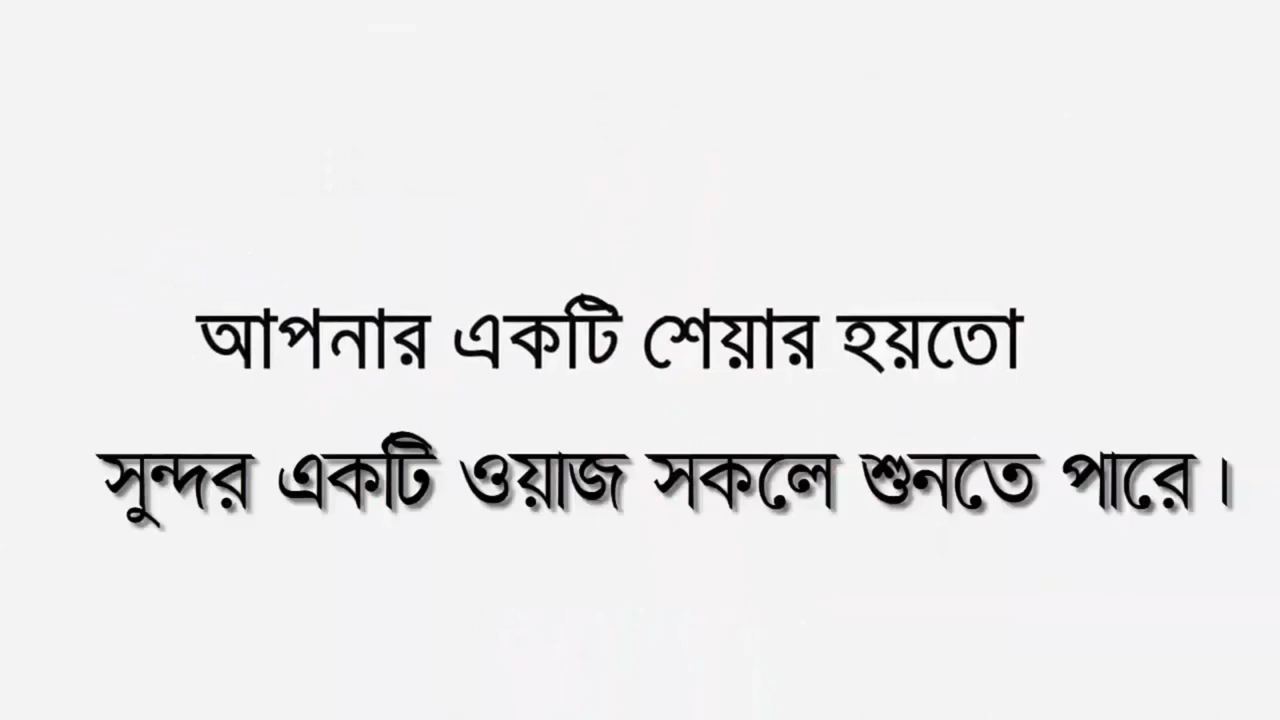 আপনার একটি শেয়ার হয়তো
সুন্দর একটি ওয়াজ সকলে শুনতে পারে।